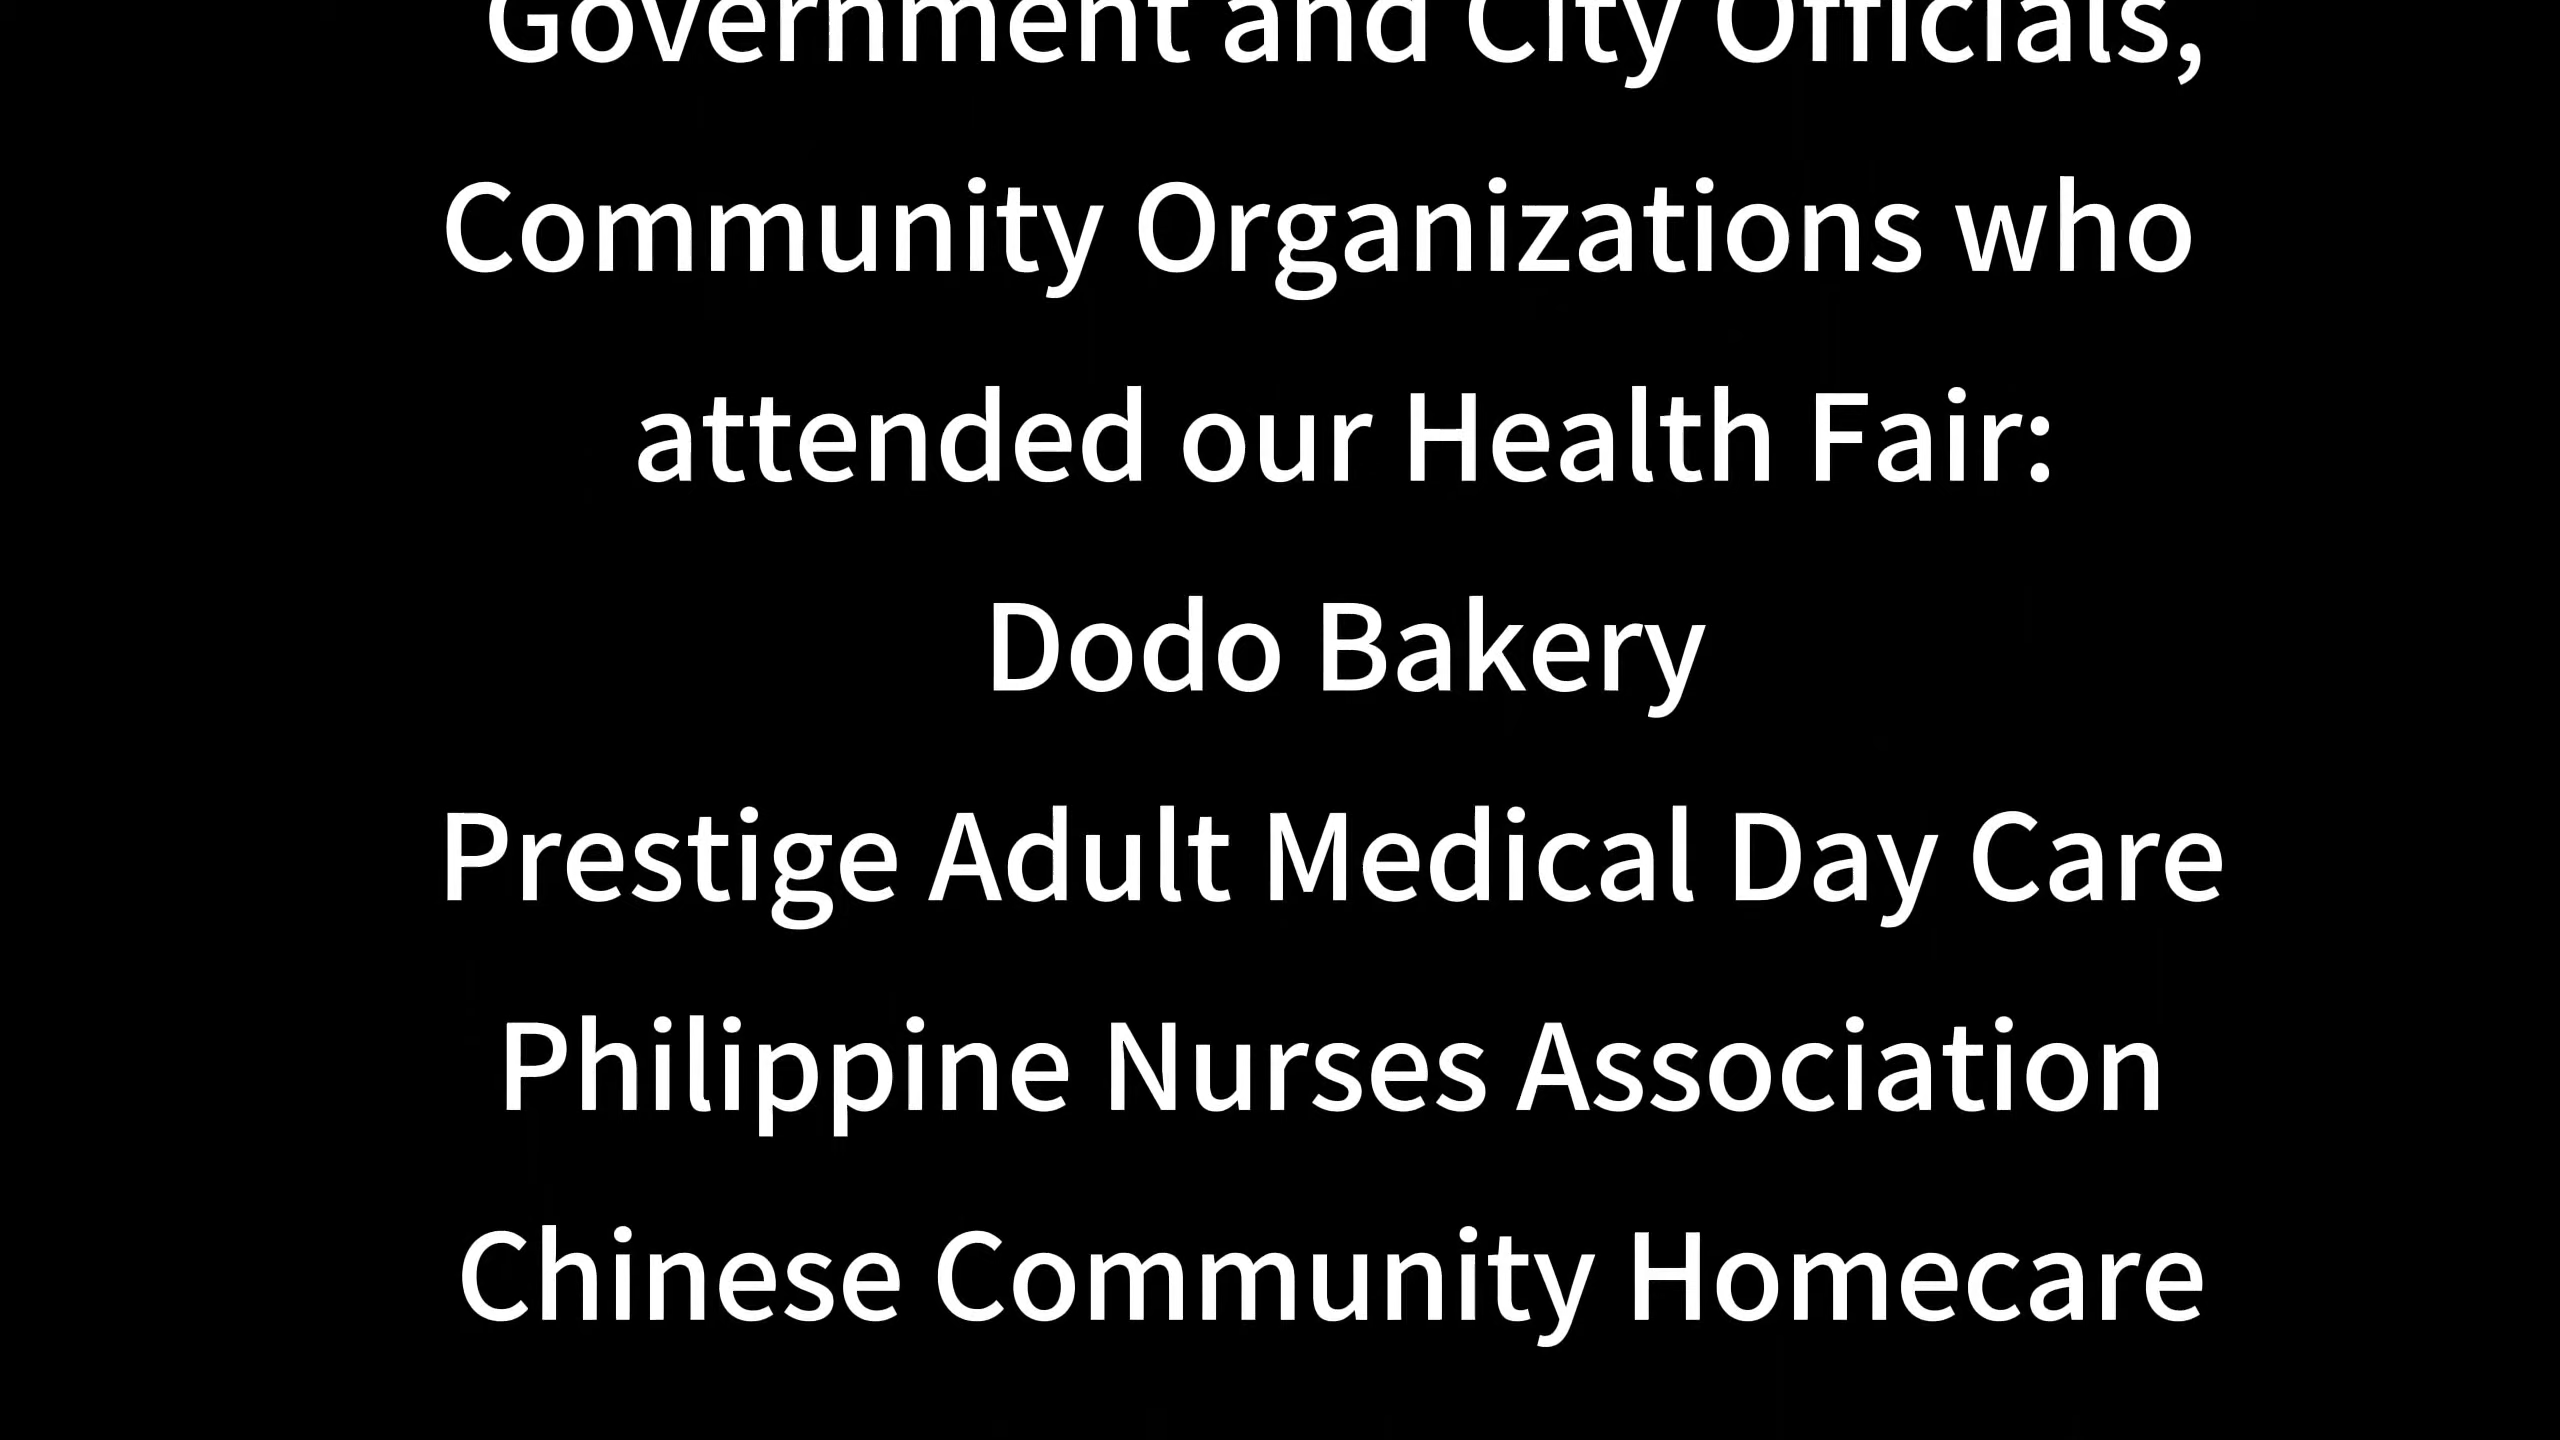 Government and City Officials,
Community Organizations who
attended our Health Fair:
Dodo Bakery
Prestige Adult Medical Day Care
Philippine Nurses Association
Chinese Community Homecare